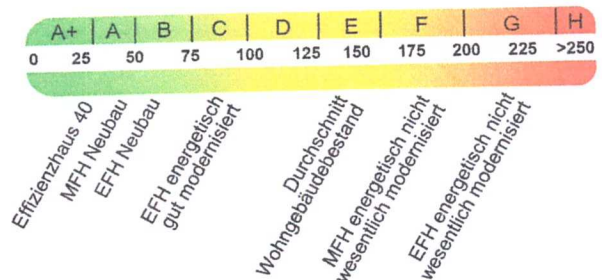 A+ A B C D E F G H
0 25 50 75 100 125 150 175 200 225 >250
Effizienzhaus 40
MFH Neubau
EFH Neubau
EFH energetisch
gut modernisiert
Durchschnitt
Wohngebäudebestand
MFH energetisch nicht
wesentlich modernisiert
EFH energetisch nicht
wesentlich modernisiert